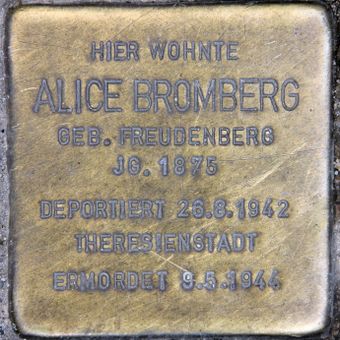 HIER WOHNTE
ALICE BROMBERG
GEB. FREUDENBERG
JG. 1875
DEPORTIERT 26.8.1942
THERESIENSTADT
ERMORDET 9.5.1944